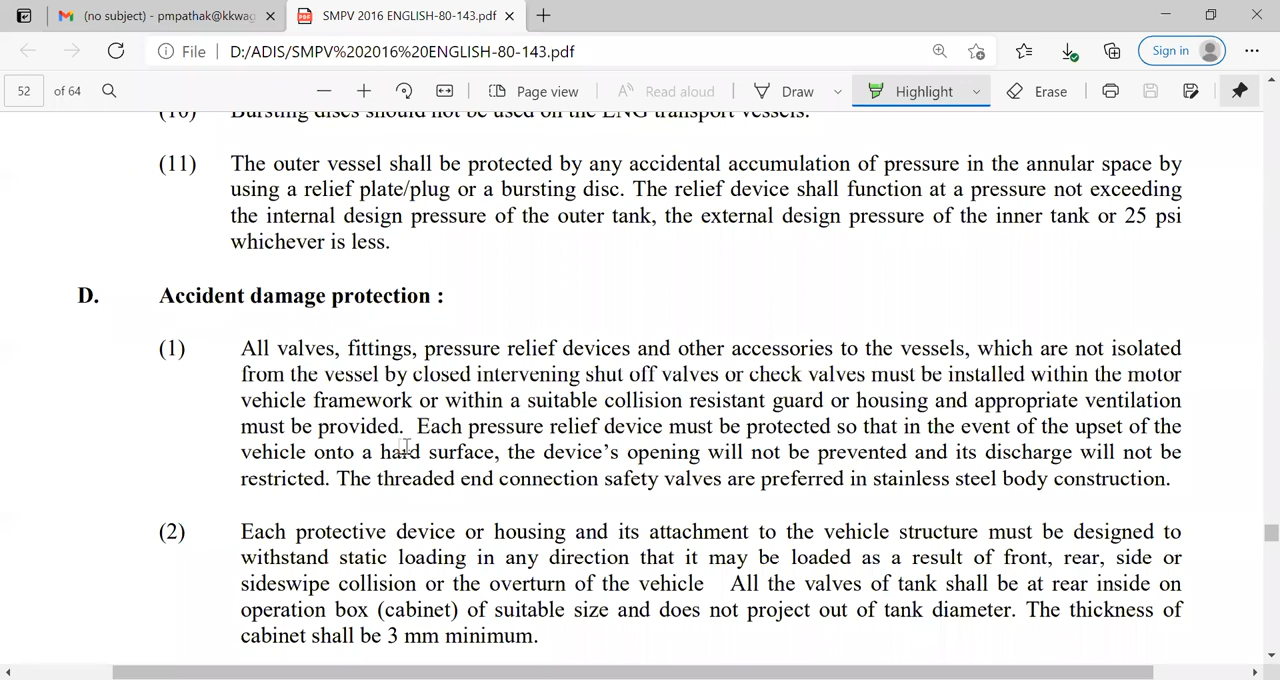 (no subject) - pmpathak@kkwag
SMPV 2016 ENGLISH-80-143.pdf
File D:/ADIS/SMPV%202016%20ENGLISH-80-143.pdf
Sign in
52 of 64
Page view
Read aloud
Draw
Highlight
Erase
(10) Bursting discs should not be used on the LNG transport vessels.
(11) The outer vessel shall be protected by any accidental accumulation of pressure in the annular space by
using a relief plate/plug or a bursting disc. The relief device shall function at a pressure not exceeding
the internal design pressure of the outer tank, the external design pressure of the inner tank or 25 psi
whichever is less.
D. Accident damage protection :
(1) All valves, fittings, pressure relief devices and other accessories to the vessels, which are not isolated
from the vessel by closed intervening shut off valves or check valves must be installed within the motor
vehicle framework or within a suitable collision resistant guard or housing and appropriate ventilation
must be provided. Each pressure relief device must be protected so that in the event of the upset of the
vehicle onto a hard surface, the device's opening will not be prevented and its discharge will not be
restricted. The threaded end connection safety valves are preferred in stainless steel body construction.
(2) Each protective device or housing and its attachment to the vehicle structure must be designed to
withstand static loading in any direction that it may be loaded as a result of front, rear, side or
sideswipe collision or the overturn of the vehicle All the valves of tank shall be at rear inside on
operation box (cabinet) of suitable size and does not project out of tank diameter. The thickness of
cabinet shall be 3 mm minimum.